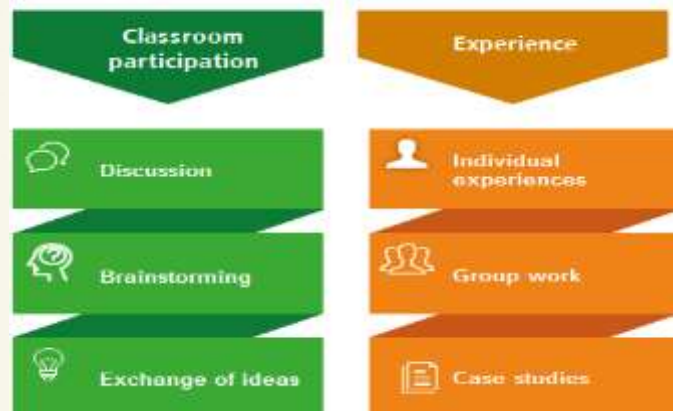 Classroom
participation
Discussion
Brainstorming
Exchange of ideas
Experience
Individual
experiences
Group work
Case studies